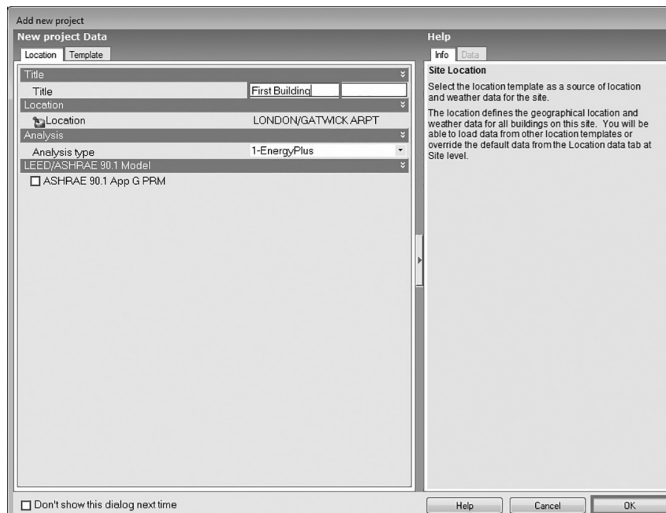 Add new project
New project Data
Help
Location Template
Info Data
Title
Title First Building
Location
Location LONDON/GATWICK ARPT
Analysis
Analysis type 1-EnergyPlus
LEED/ASHRAE 90.1 Model
ASHRAE 90.1 App G PRM
Site Location
Select the location template as a source of location
and weather data for the site.
The location defines the geographical location and
weather data for all buildings on this site. You will be
able to load data from other location templates or
override the default data from the Location data tab at
Site level.
Don't show this dialog next time
Help Cancel OK